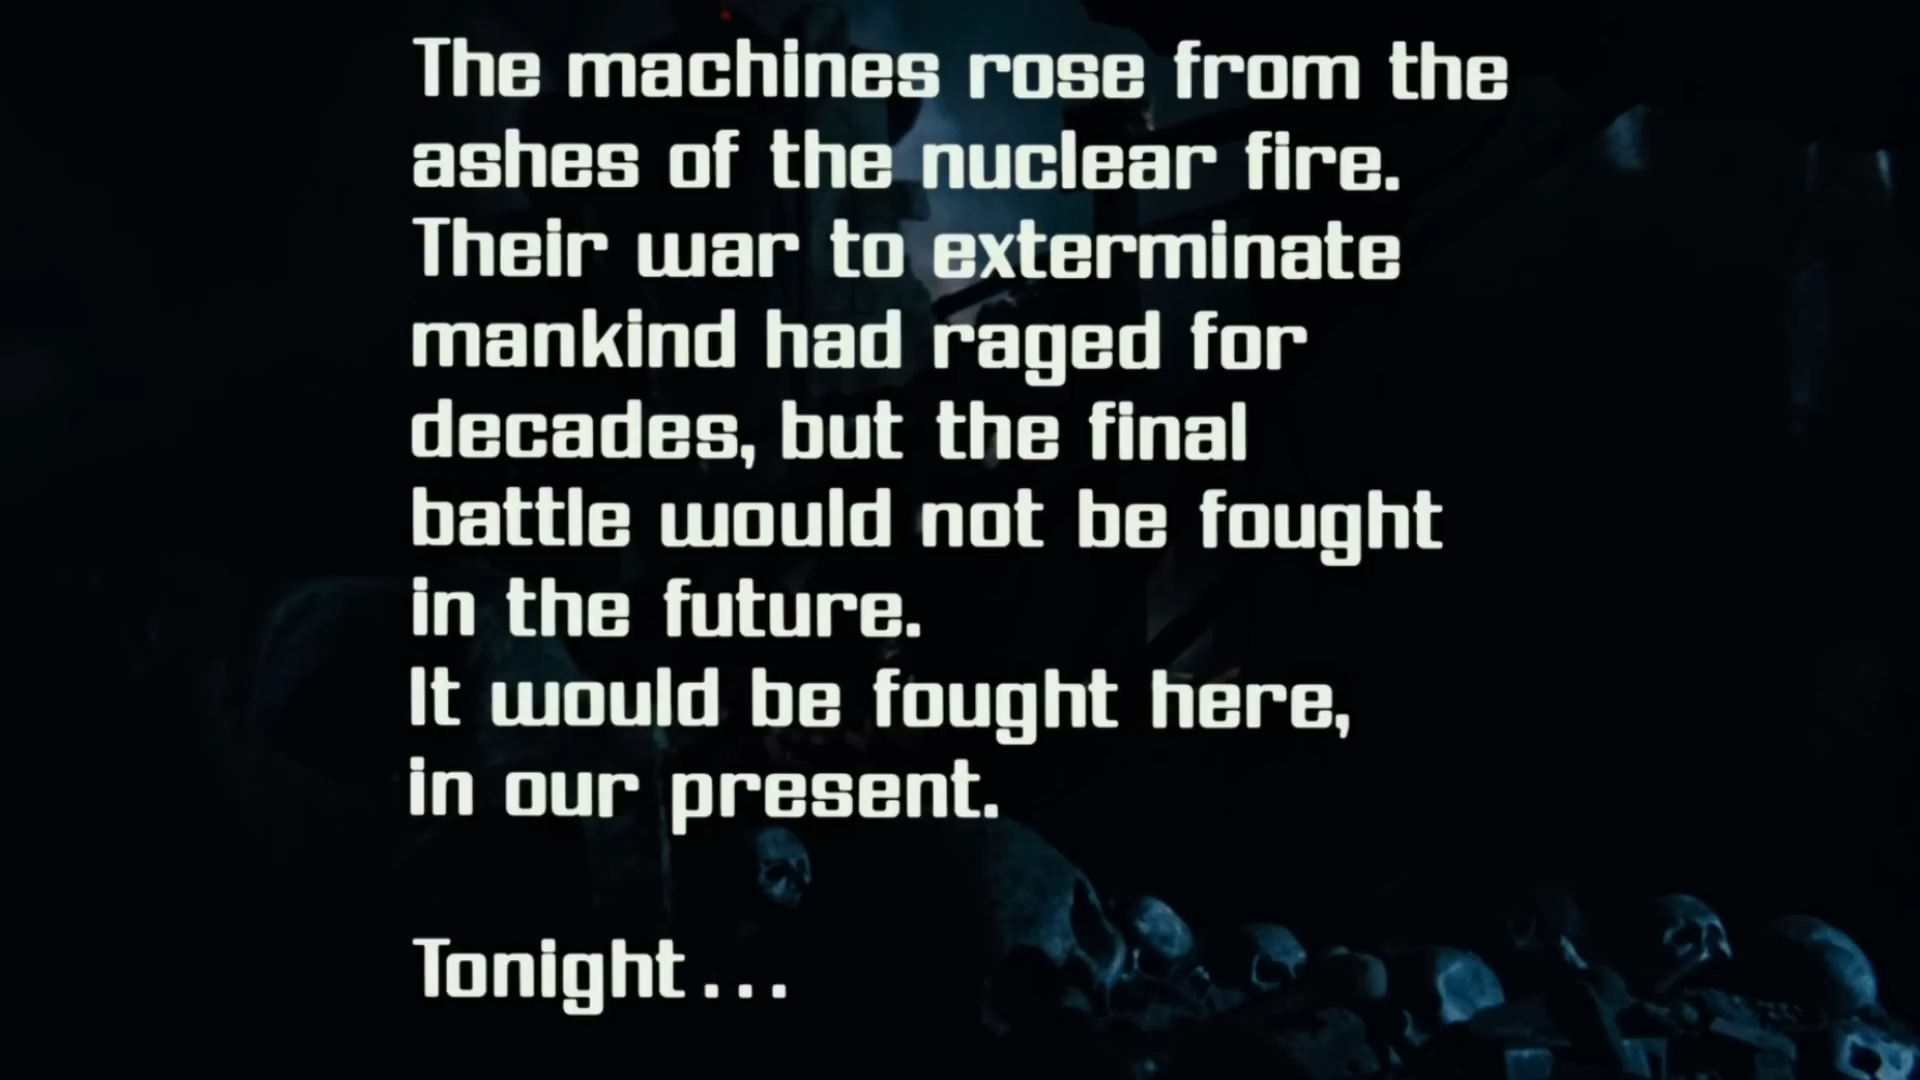 The machines rose from the
ashes of the nuclear fire.
Their war to exterminate
mankind had raged for
decades, but the final
battle would not be fought
in the future.
It would be fought here,
in our present.
Tonight...